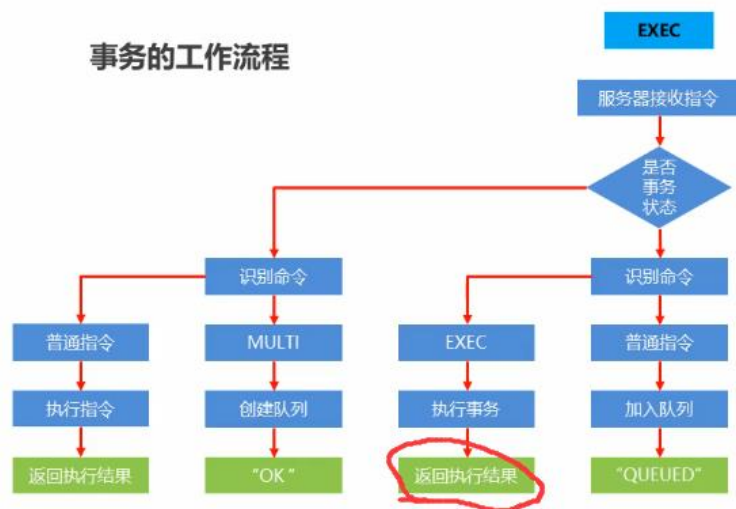 EXEC
事务的工作流程
服务器接收指令
是否
事务
状态
识别命令
识别命令
普通指令
MULTI
EXEC
普通指令
执行指令
创建队列
执行事务
加入队列
返回执行结果
"OK"
返回执行结果
"QUEUED"